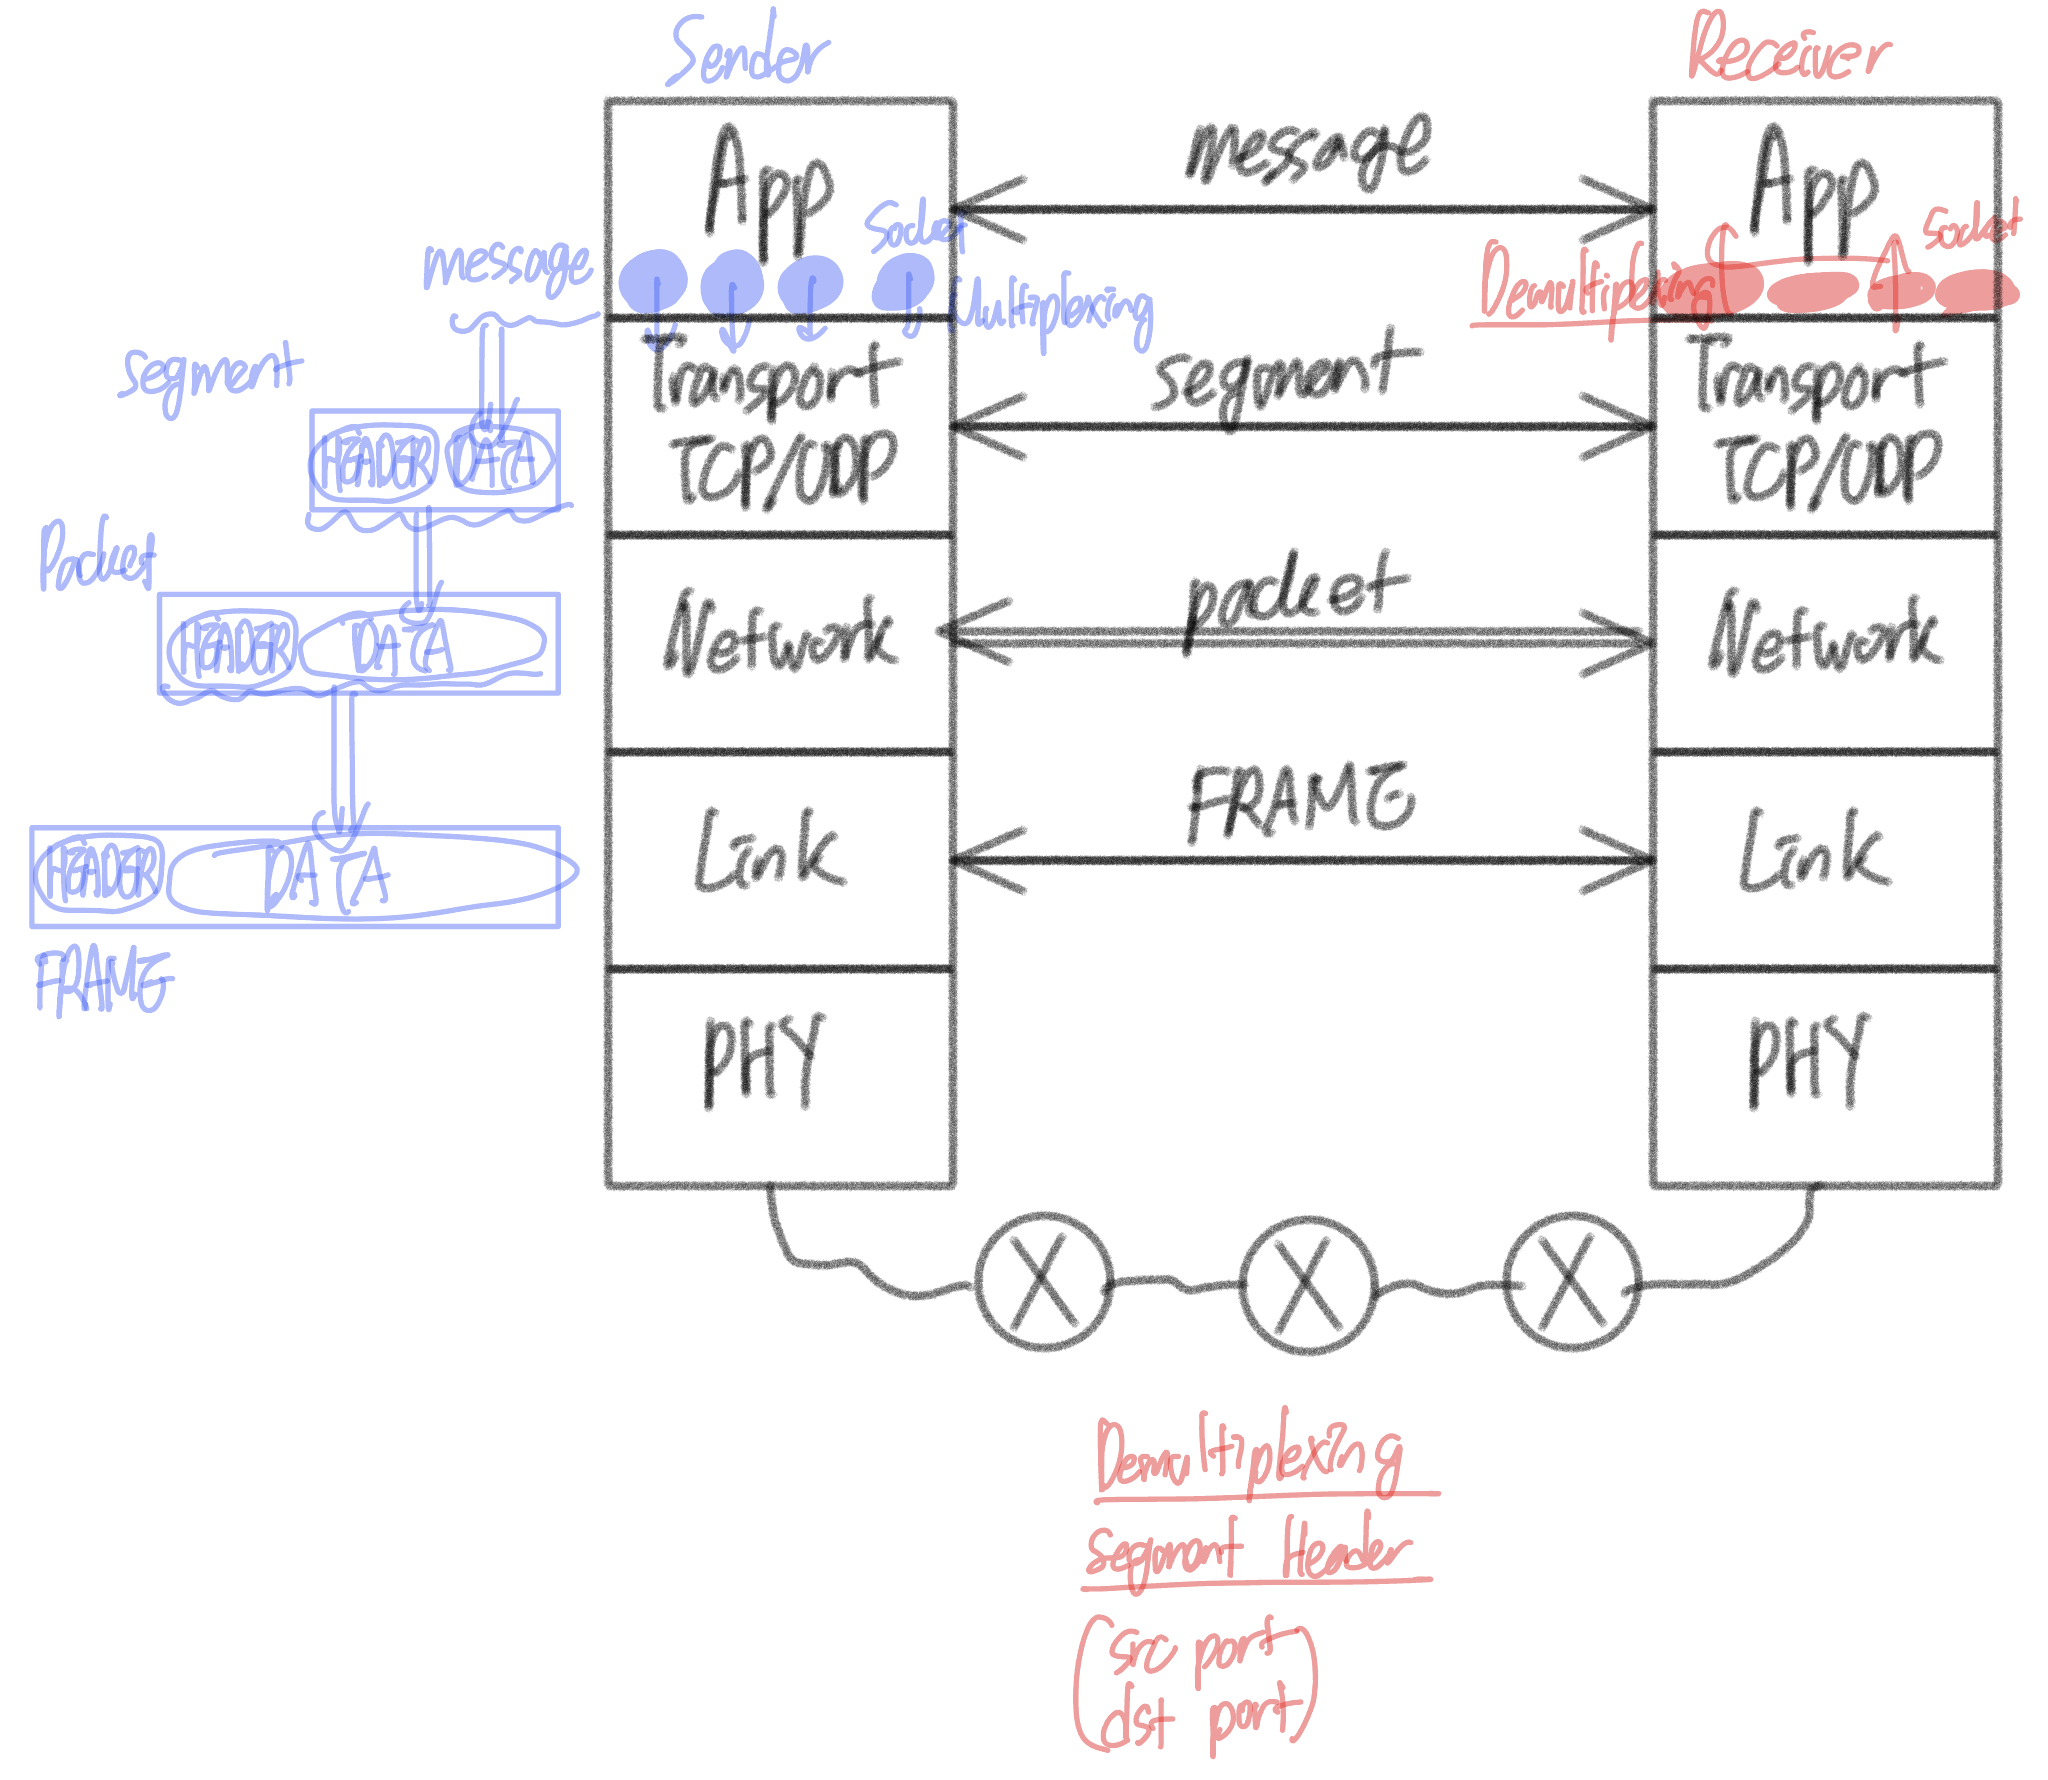 Sender
Receiver
App
message
App
Socket
Socket
message
Multiplexing
Demultiplexing
Segment
Transport
TCP/UDP
segment
Transport
TCP/UDP
HEADER DATA
Packet
HEADER DATA
Network
packet
Network
HEADER DATA
FRAME
Link
FRAME
Link
PHY
PHY
X X X
Demultiplexing
Segment Header
(src port
dst port)